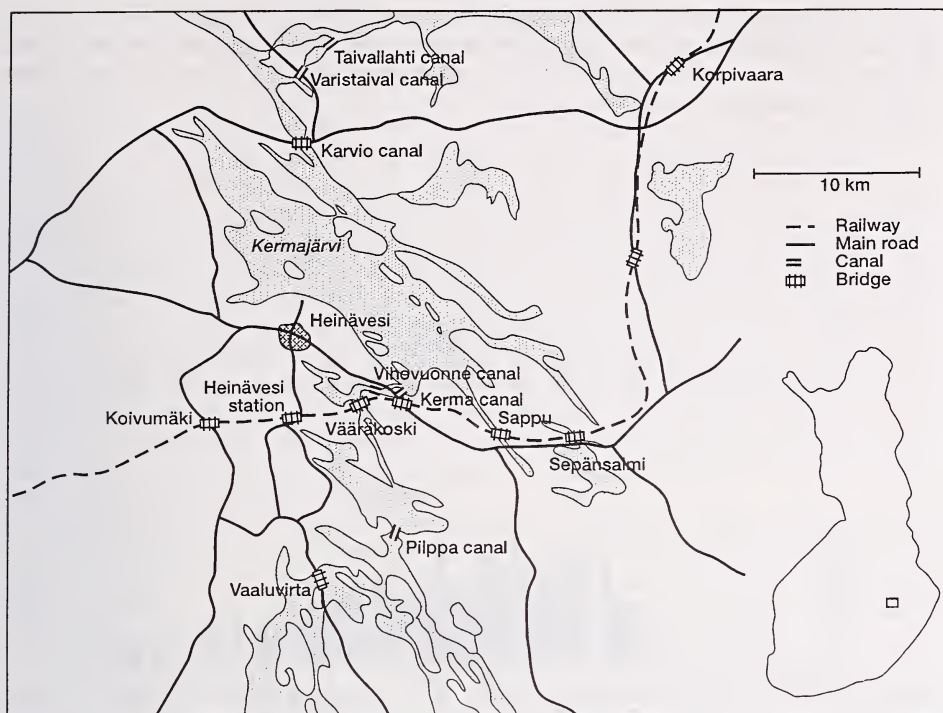 Taivallahti canal
Varistaival canal
Korpivaara
Karvio canal
10 km
Railway
Main road
Canal
Bridge
Kermajärvi
Heinävesi
Vihovuonne canal
Heinävesi
station
Kerma canal
Koivumäki
Sappu
Vääräkoski
Sepänsalmi
Pilppa canal
Vaaluvirta